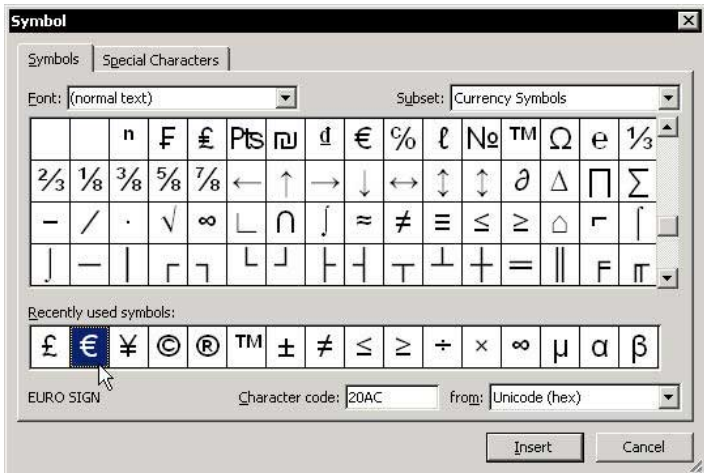 Symbol
Symbols Special Characters
Font: (normal text) Subset: Currency Symbols
ⁿ ₣ ₤ Pts ₪ ₫ € ℅ ℓ № ™ Ω ℮ ⅓
⅔ ⅛ ⅜ ⅝ ⅞ ← ↑ → ↓ ↔ ↕ ↨ ∂ ∆ ∏ ∑
− ∕ ∙ √ ∞ ∟ ∩ ∫ ≈ ≠ ≡ ≤ ≥ ⌂ ⌐ ⌠
⌡ ─ │ ┌ ┐ └ ┘ ├ ┤ ┬ ┴ ┼ ═ ║ ╒ ╓
Recently used symbols:
£ € ¥ © ® ™ ± ≠ ≤ ≥ ÷ × ∞ µ α β
EURO SIGN Character code: 20AC from: Unicode (hex)
Insert Cancel